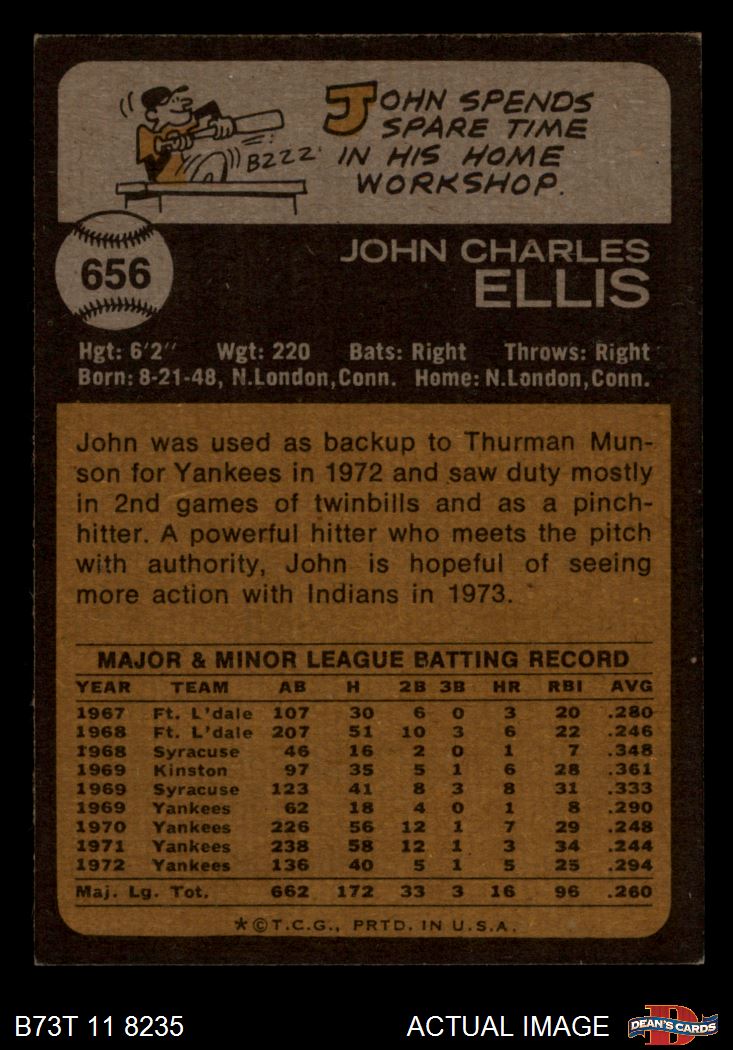 JOHN SPENDS
SPARE TIME
IN HIS HOME
WORKSHOP.
BZZZ
656
JOHN CHARLES
ELLIS
Hgt: 6'2" Wgt: 220 Bats: Right Throws: Right
Born: 8-21-48, N.London,Conn. Home: N.London,Conn.
John was used as backup to Thurman Mun-
son for Yankees in 1972 and saw duty mostly
in 2nd games of twinbills and as a pinch-
hitter. A powerful hitter who meets the pitch
with authority, John is hopeful of seeing
more action with Indians in 1973.
MAJOR & MINOR LEAGUE BATTING RECORD
YEAR TEAM AB H 2B 3B HR RBI AVG
1967 Ft. L'dale 107 30 6 0 3 20 .280
1968 Ft. L'dale 207 51 10 3 6 22 .246
1968 Syracuse 46 16 2 0 1 7 .348
1969 Kinston 97 35 5 1 6 28 .361
1969 Syracuse 123 41 8 3 8 31 .333
1969 Yankees 62 18 4 0 1 8 .290
1970 Yankees 226 56 12 1 7 29 .248
1971 Yankees 238 58 12 1 3 34 .244
1972 Yankees 136 40 5 1 5 25 .294
Maj. Lg. Tot. 662 172 33 3 16 96 .260
*©T.C.G., PRTD. IN U.S.A.
B73T 11 8235 ACTUAL IMAGE
D
DEAN'S CARDS